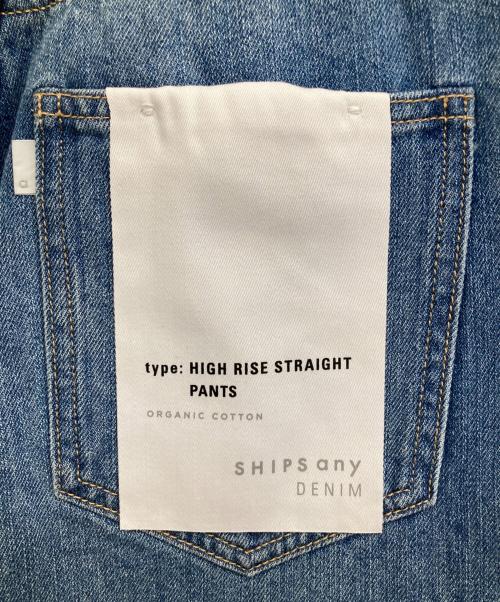 a
type: HIGH RISE STRAIGHT
PANTS
ORGANIC COTTON
SHIPS any
DENIM